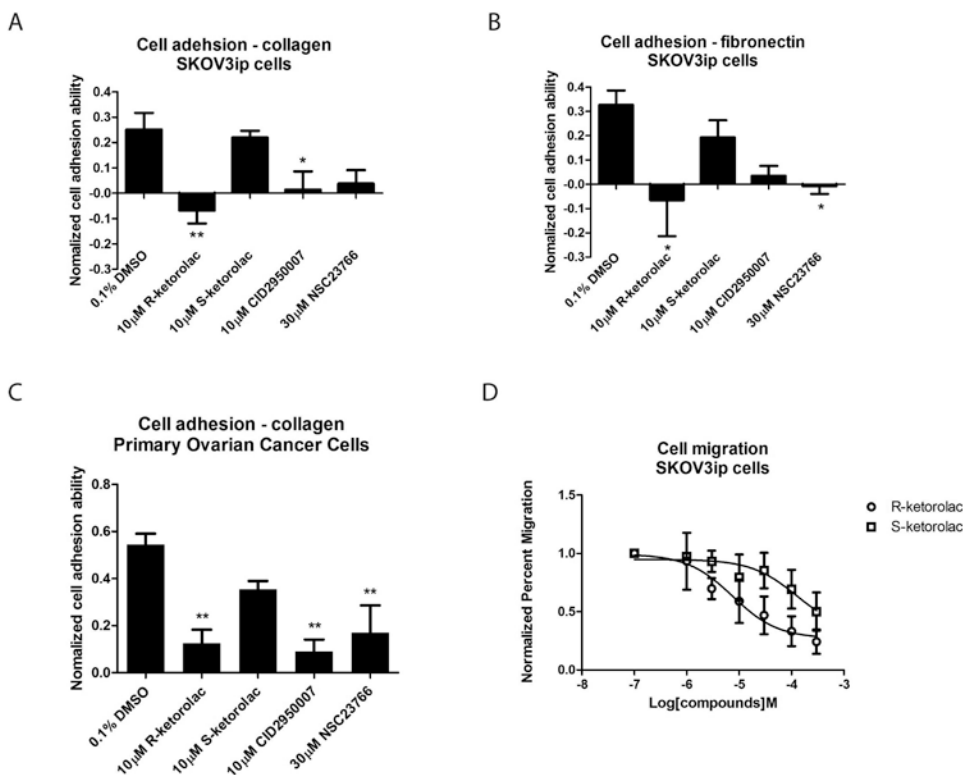 A
Cell adehsion - collagen
SKOV3ip cells
Nomalized cell adhesion ability
0.4
0.3
0.2
0.1
-0.0
-0.1
-0.2
-0.3
**
*
0.1% DMSO
10µM R-ketorolac
10µM S-ketorolac
10µM CID2950007
30µM NSC23766
B
Cell adhesion - fibronectin
SKOV3ip cells
Nomalized cell adhesion ability
0.4
0.3
0.2
0.1
-0.0
-0.1
-0.2
-0.3
*
*
0.1% DMSO
10µM R-ketorolac
10µM S-ketorolac
10µM CID2950007
30µM NSC23766
C
Cell adhesion - collagen
Primary Ovarian Cancer Cells
Nomalized cell adhesion ability
0.8
0.6
0.4
0.2
0.0
**
**
**
0.1% DMSO
10µM R-ketorolac
10µM S-ketorolac
10µM CID2950007
30µM NSC23766
D
Cell migration
SKOV3ip cells
Normalized Percent Migration
1.5
1.0
0.5
0.0
-8
-7
-6
-5
-4
-3
Log[compounds]M
R-ketorolac
S-ketorolac